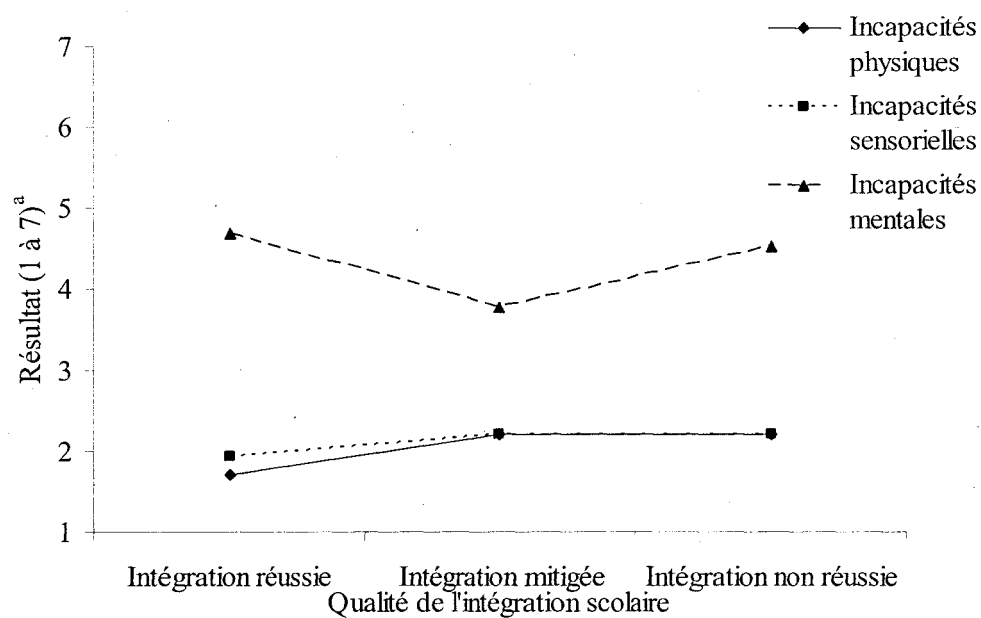 Incapacités
physiques
Incapacités
sensorielles
Incapacités
mentales
Résultat (1 à 7)ᵃ
7
6
5
4
3
2
1
Intégration réussie Intégration mitigée Intégration non réussie
Qualité de l'intégration scolaire